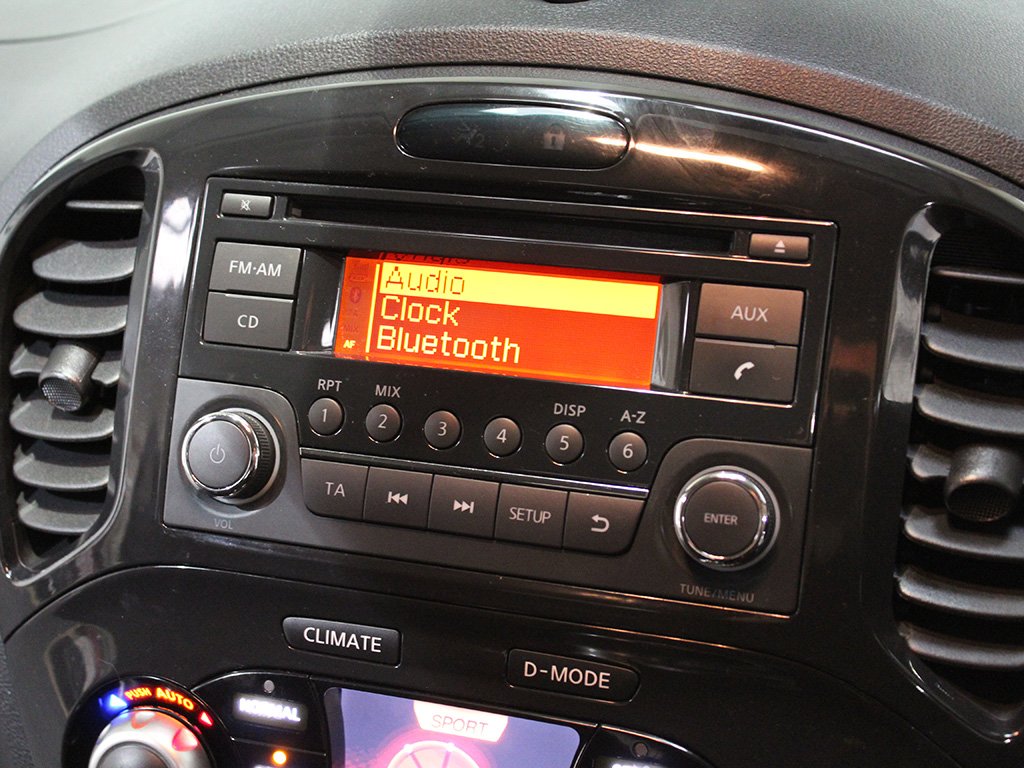 FM·AM
CD
Audio
Clock
Bluetooth
AF
AUX
RPT
MIX
DISP
A-Z
1
2
3
4
5
6
TA
SETUP
ENTER
VOL
TUNE/MENU
CLIMATE
D-MODE
PUSH AUTO
NORMAL
SPORT